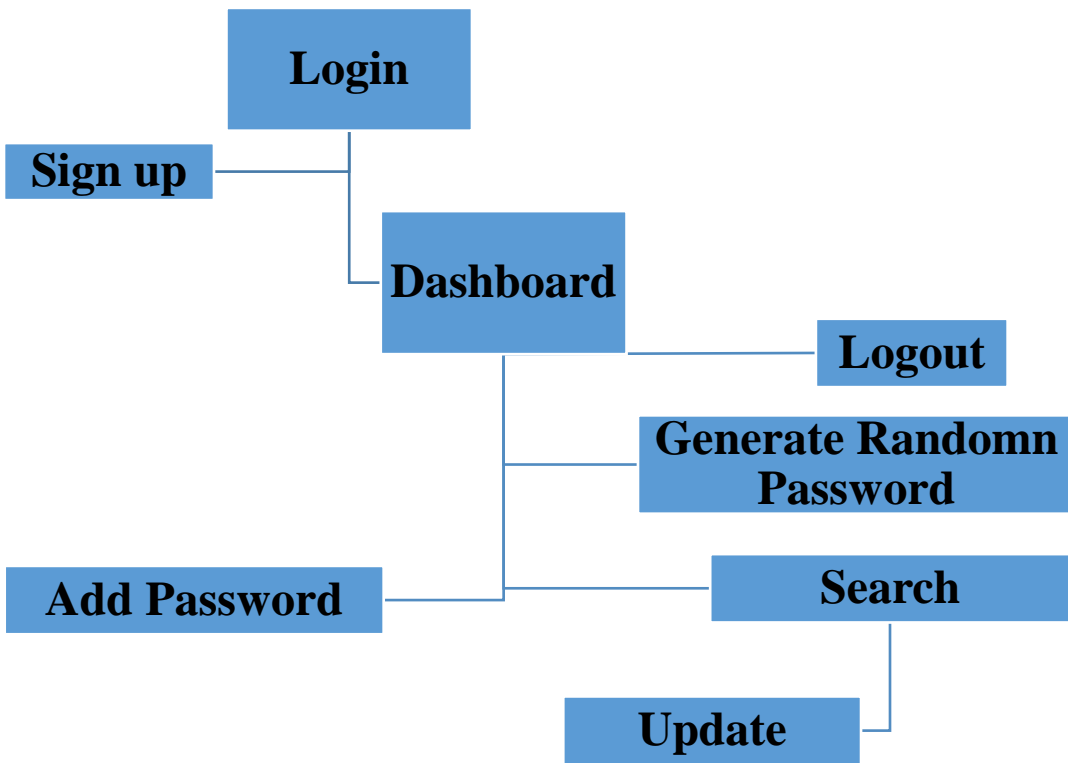 Login
Sign up
Dashboard
Logout
Generate Randomn
Password
Add Password
Search
Update